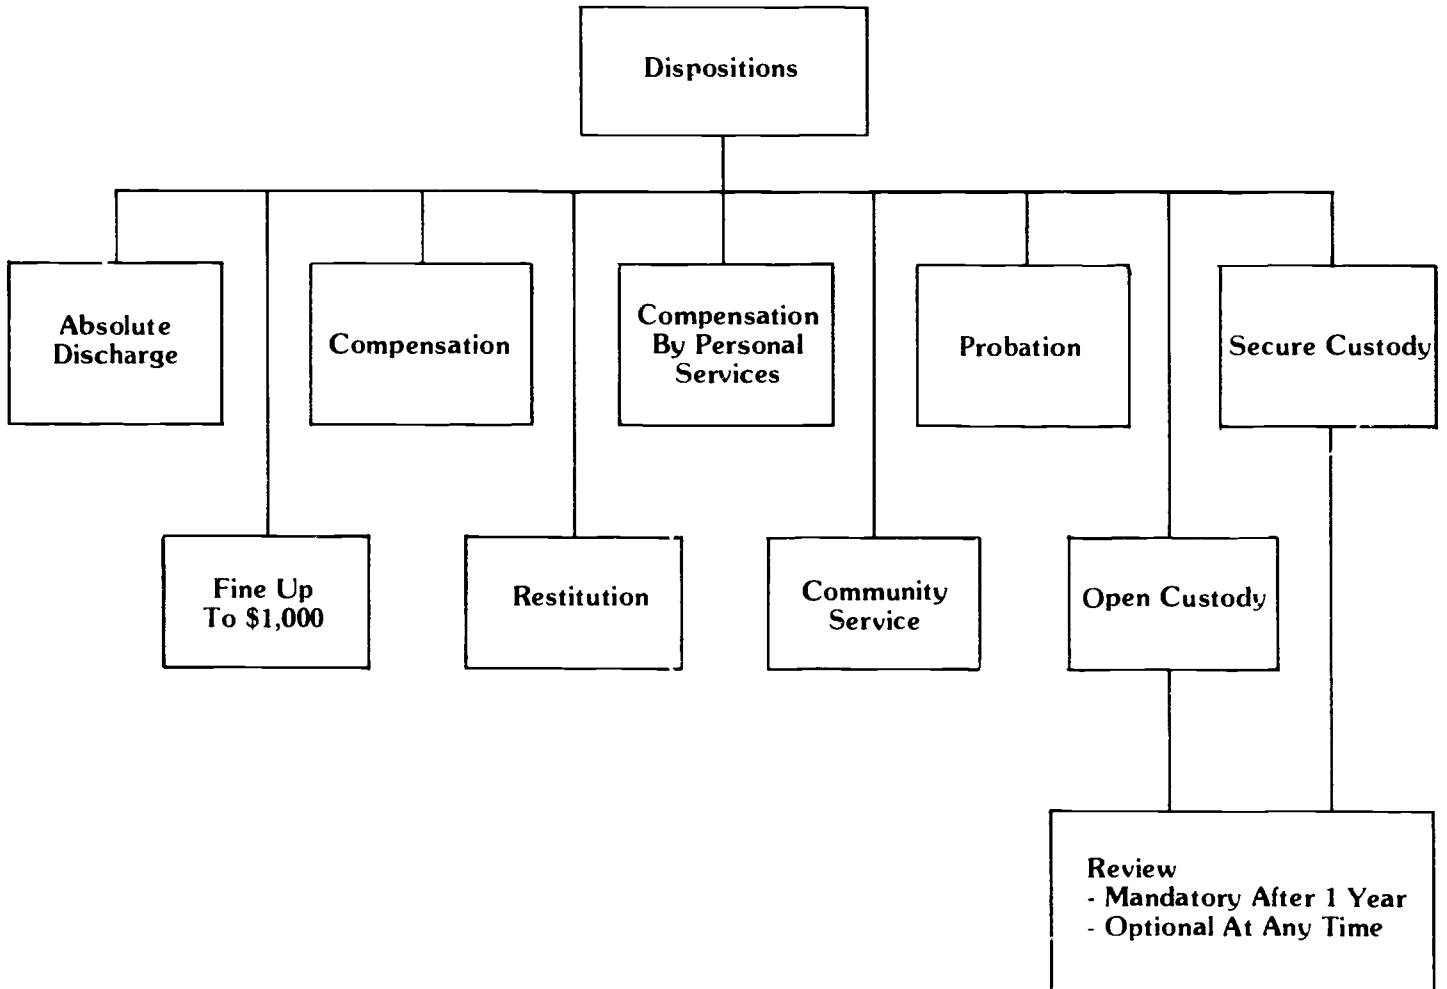 Dispositions
Absolute
Discharge
Compensation
Compensation
By Personal
Services
Probation
Secure Custody
Fine Up
To $1,000
Restitution
Community
Service
Open Custody
Review
- Mandatory After 1 Year
- Optional At Any Time